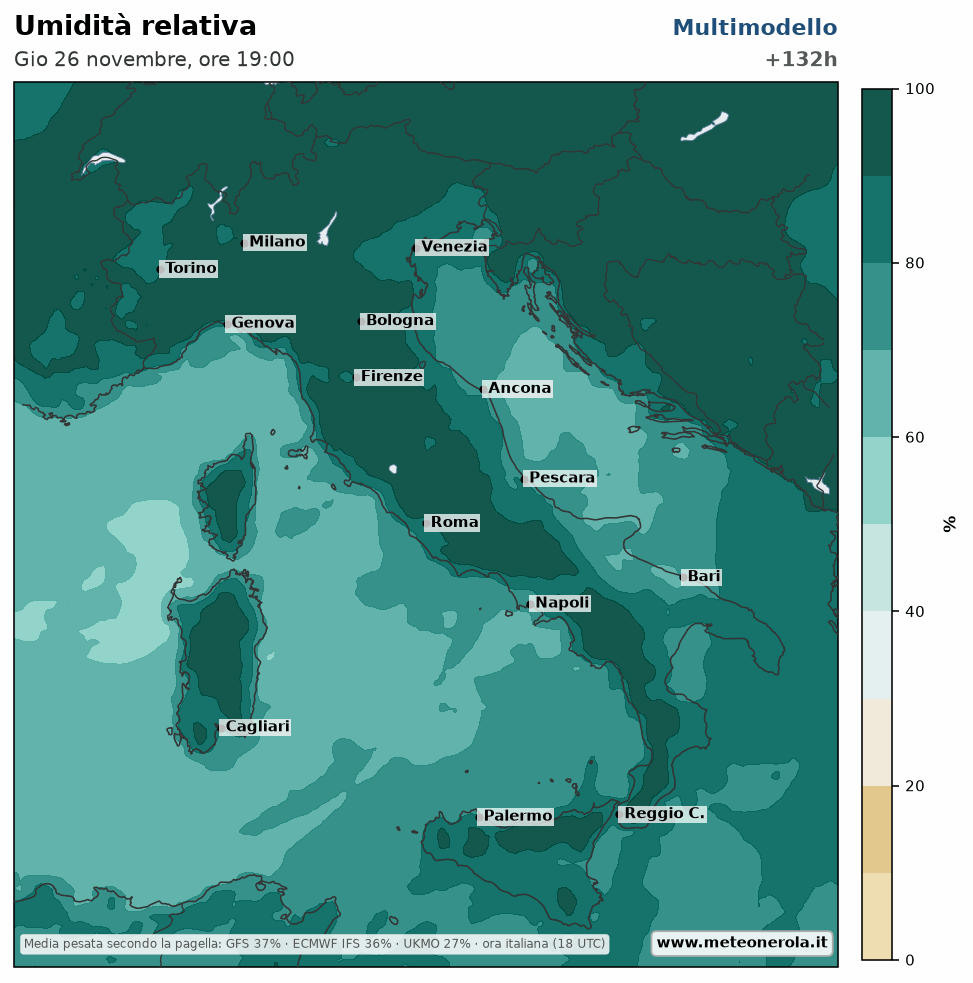 Umidità relativa
Multimodello
Gio 26 novembre, ore 19:00
+132h
100
80
60
40
20
0
%
Milano
Venezia
Torino
Genova
Bologna
Firenze
Ancona
Pescara
Roma
Bari
Napoli
Cagliari
Palermo
Reggio C.
Media pesata secondo la pagella: GFS 37% · ECMWF IFS 36% · UKMO 27% · ora italiana (18 UTC)
www.meteonerola.it